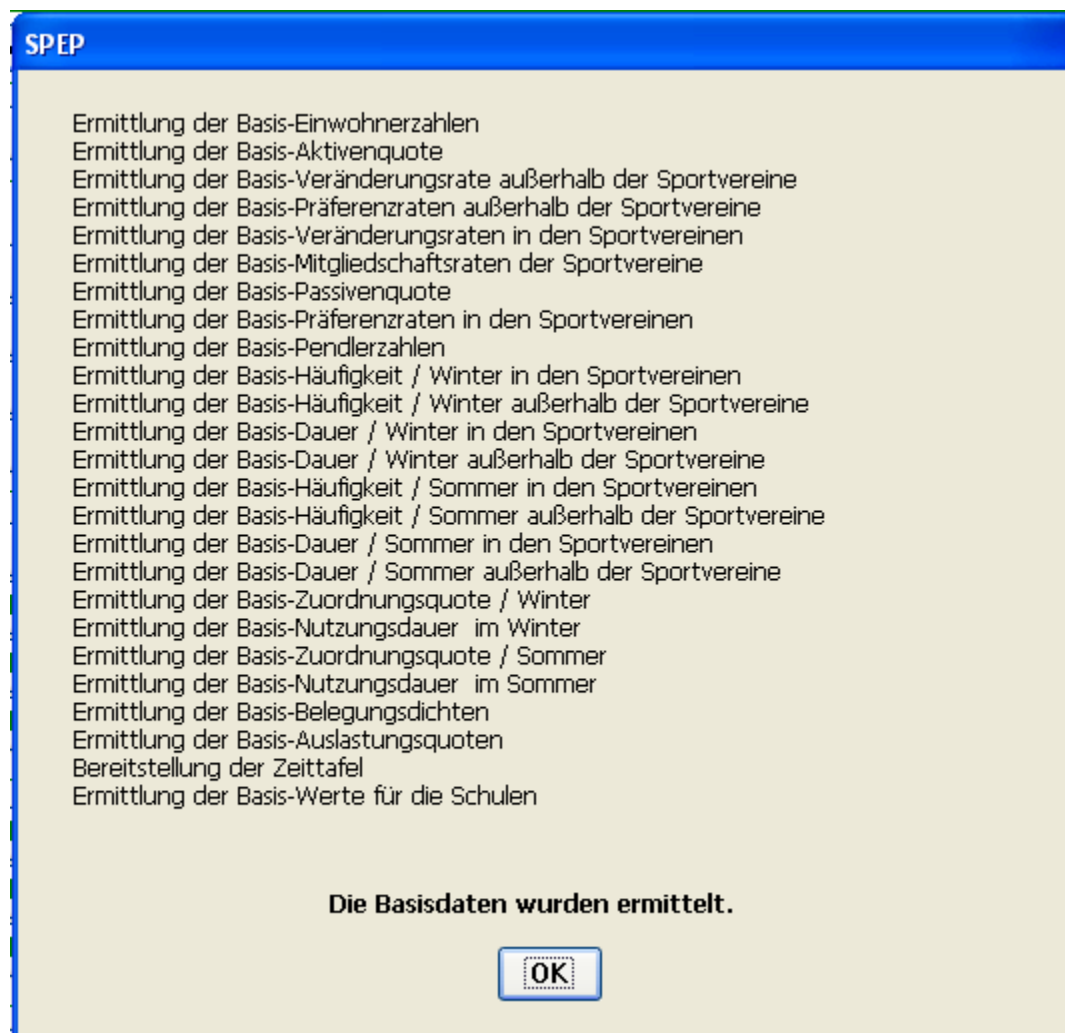 SPEP
Ermittlung der Basis-Einwohnerzahlen
Ermittlung der Basis-Aktivenquote
Ermittlung der Basis-Veränderungsrate außerhalb der Sportvereine
Ermittlung der Basis-Präferenzraten außerhalb der Sportvereine
Ermittlung der Basis-Veränderungsraten in den Sportvereinen
Ermittlung der Basis-Mitgliedschaftsraten der Sportvereine
Ermittlung der Basis-Passivenquote
Ermittlung der Basis-Präferenzraten in den Sportvereinen
Ermittlung der Basis-Pendlerzahlen
Ermittlung der Basis-Häufigkeit / Winter in den Sportvereinen
Ermittlung der Basis-Häufigkeit / Winter außerhalb der Sportvereine
Ermittlung der Basis-Dauer / Winter in den Sportvereinen
Ermittlung der Basis-Dauer / Winter außerhalb der Sportvereine
Ermittlung der Basis-Häufigkeit / Sommer in den Sportvereinen
Ermittlung der Basis-Häufigkeit / Sommer außerhalb der Sportvereine
Ermittlung der Basis-Dauer / Sommer in den Sportvereinen
Ermittlung der Basis-Dauer / Sommer außerhalb der Sportvereine
Ermittlung der Basis-Zuordnungsquote / Winter
Ermittlung der Basis-Nutzungsdauer  im Winter
Ermittlung der Basis-Zuordnungsquote / Sommer
Ermittlung der Basis-Nutzungsdauer  im Sommer
Ermittlung der Basis-Belegungsdichten
Ermittlung der Basis-Auslastungsquoten
Bereitstellung der Zeittafel
Ermittlung der Basis-Werte für die Schulen
Die Basisdaten wurden ermittelt.
OK